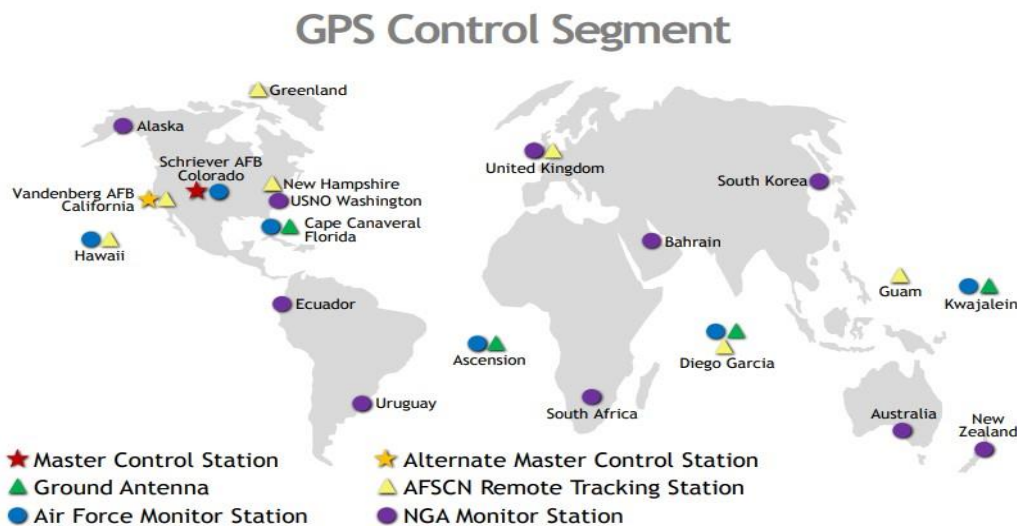 GPS Control Segment
Greenland
Alaska
Schriever AFB
Colorado
Vandenberg AFB
California
New Hampshire
USNO Washington
Cape Canaveral
Florida
Hawaii
United Kingdom
South Korea
Bahrain
Ecuador
Guam
Kwajalein
Ascension
Diego Garcia
Uruguay
South Africa
Australia
New
Zealand
Master Control Station
Alternate Master Control Station
Ground Antenna
AFSCN Remote Tracking Station
Air Force Monitor Station
NGA Monitor Station